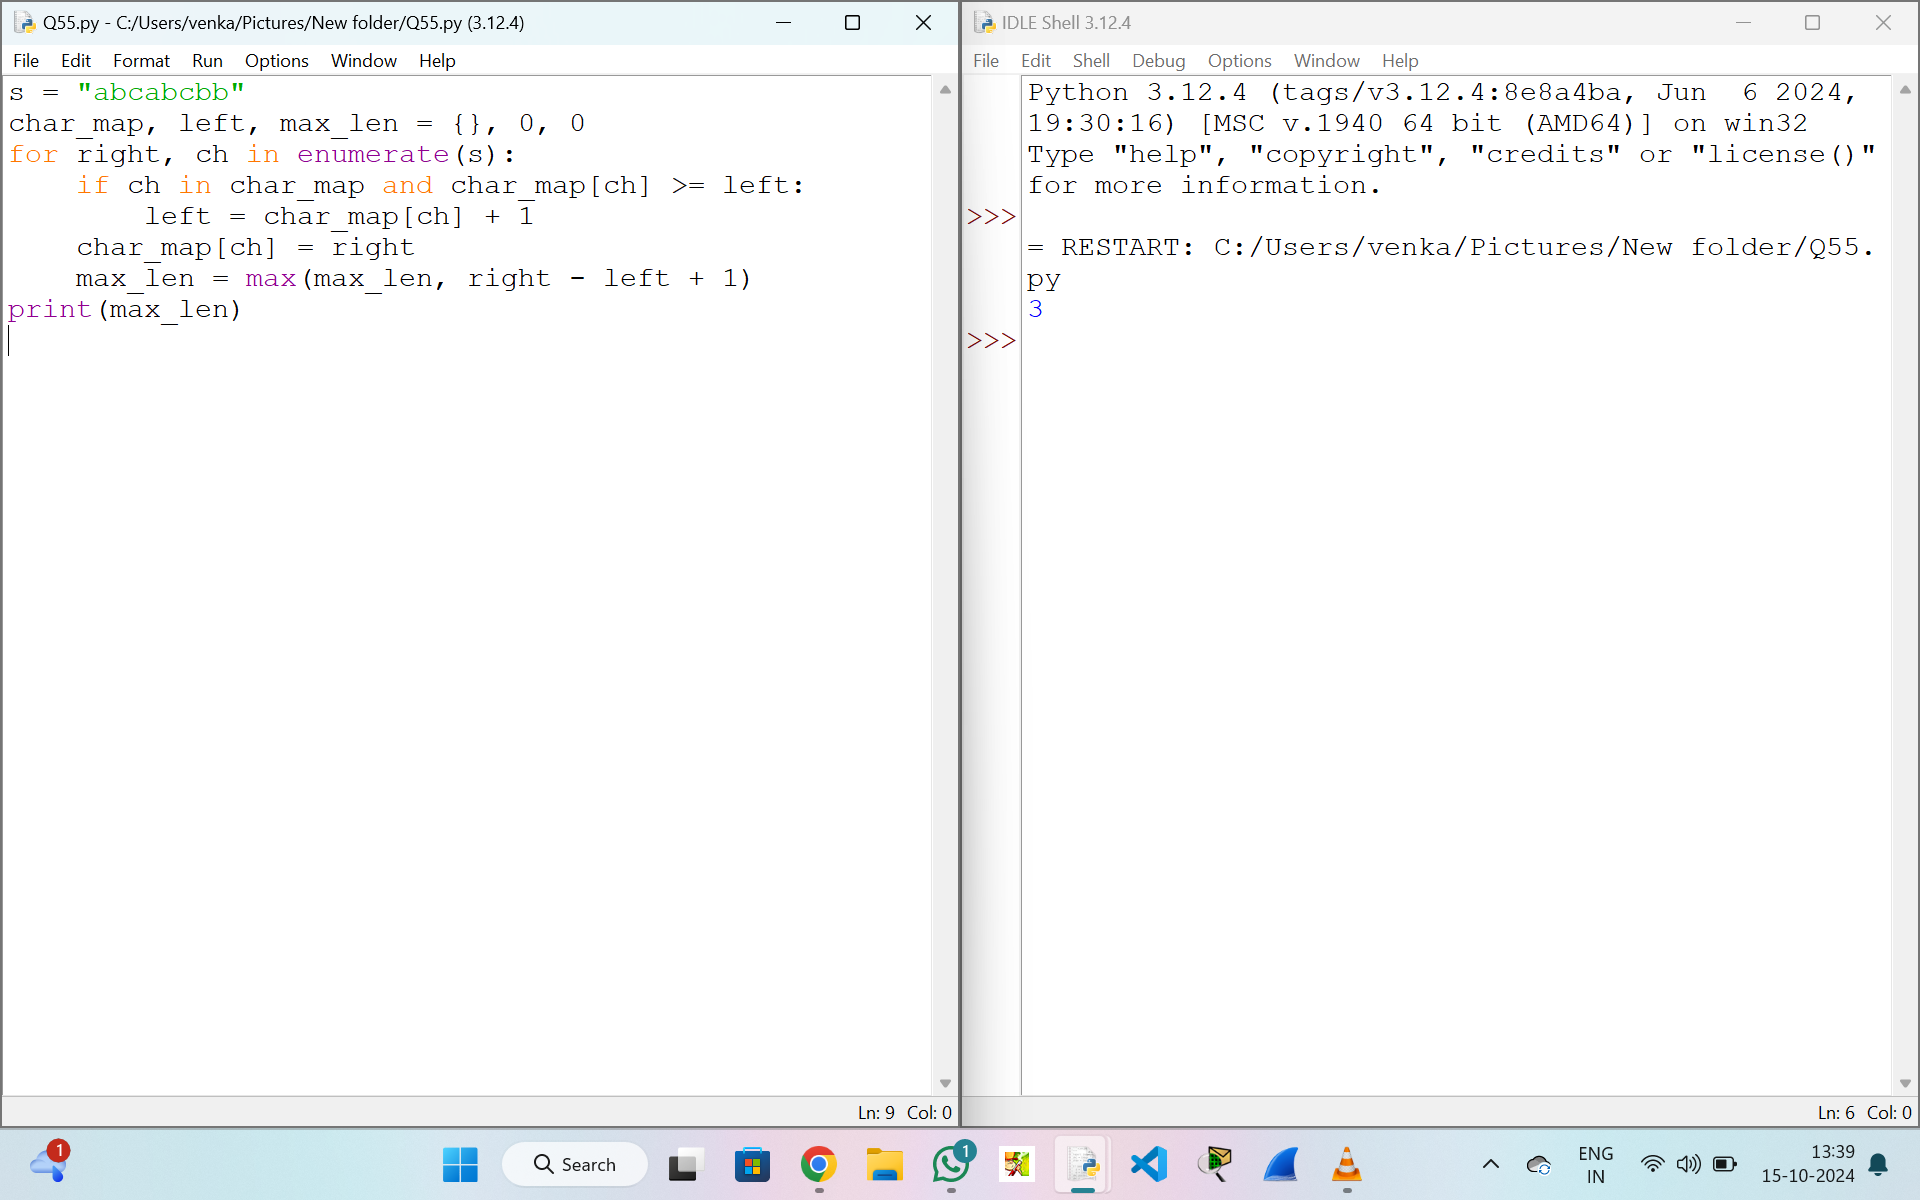 Q55.py - C:/Users/venka/Pictures/New folder/Q55.py (3.12.4)
File Edit Format Run Options Window Help
s = "abcabcbb"
char_map, left, max_len = {}, 0, 0
for right, ch in enumerate(s):
    if ch in char_map and char_map[ch] >= left:
        left = char_map[ch] + 1
    char_map[ch] = right
    max_len = max(max_len, right - left + 1)
print(max_len)
Ln: 9 Col: 0
IDLE Shell 3.12.4
File Edit Shell Debug Options Window Help
Python 3.12.4 (tags/v3.12.4:8e8a4ba, Jun  6 2024,
19:30:16) [MSC v.1940 64 bit (AMD64)] on win32
Type "help", "copyright", "credits" or "license()"
for more information.
>>>
= RESTART: C:/Users/venka/Pictures/New folder/Q55.
py
3
>>>
Ln: 6 Col: 0
1
Search
1
ENG
IN
13:39
15-10-2024